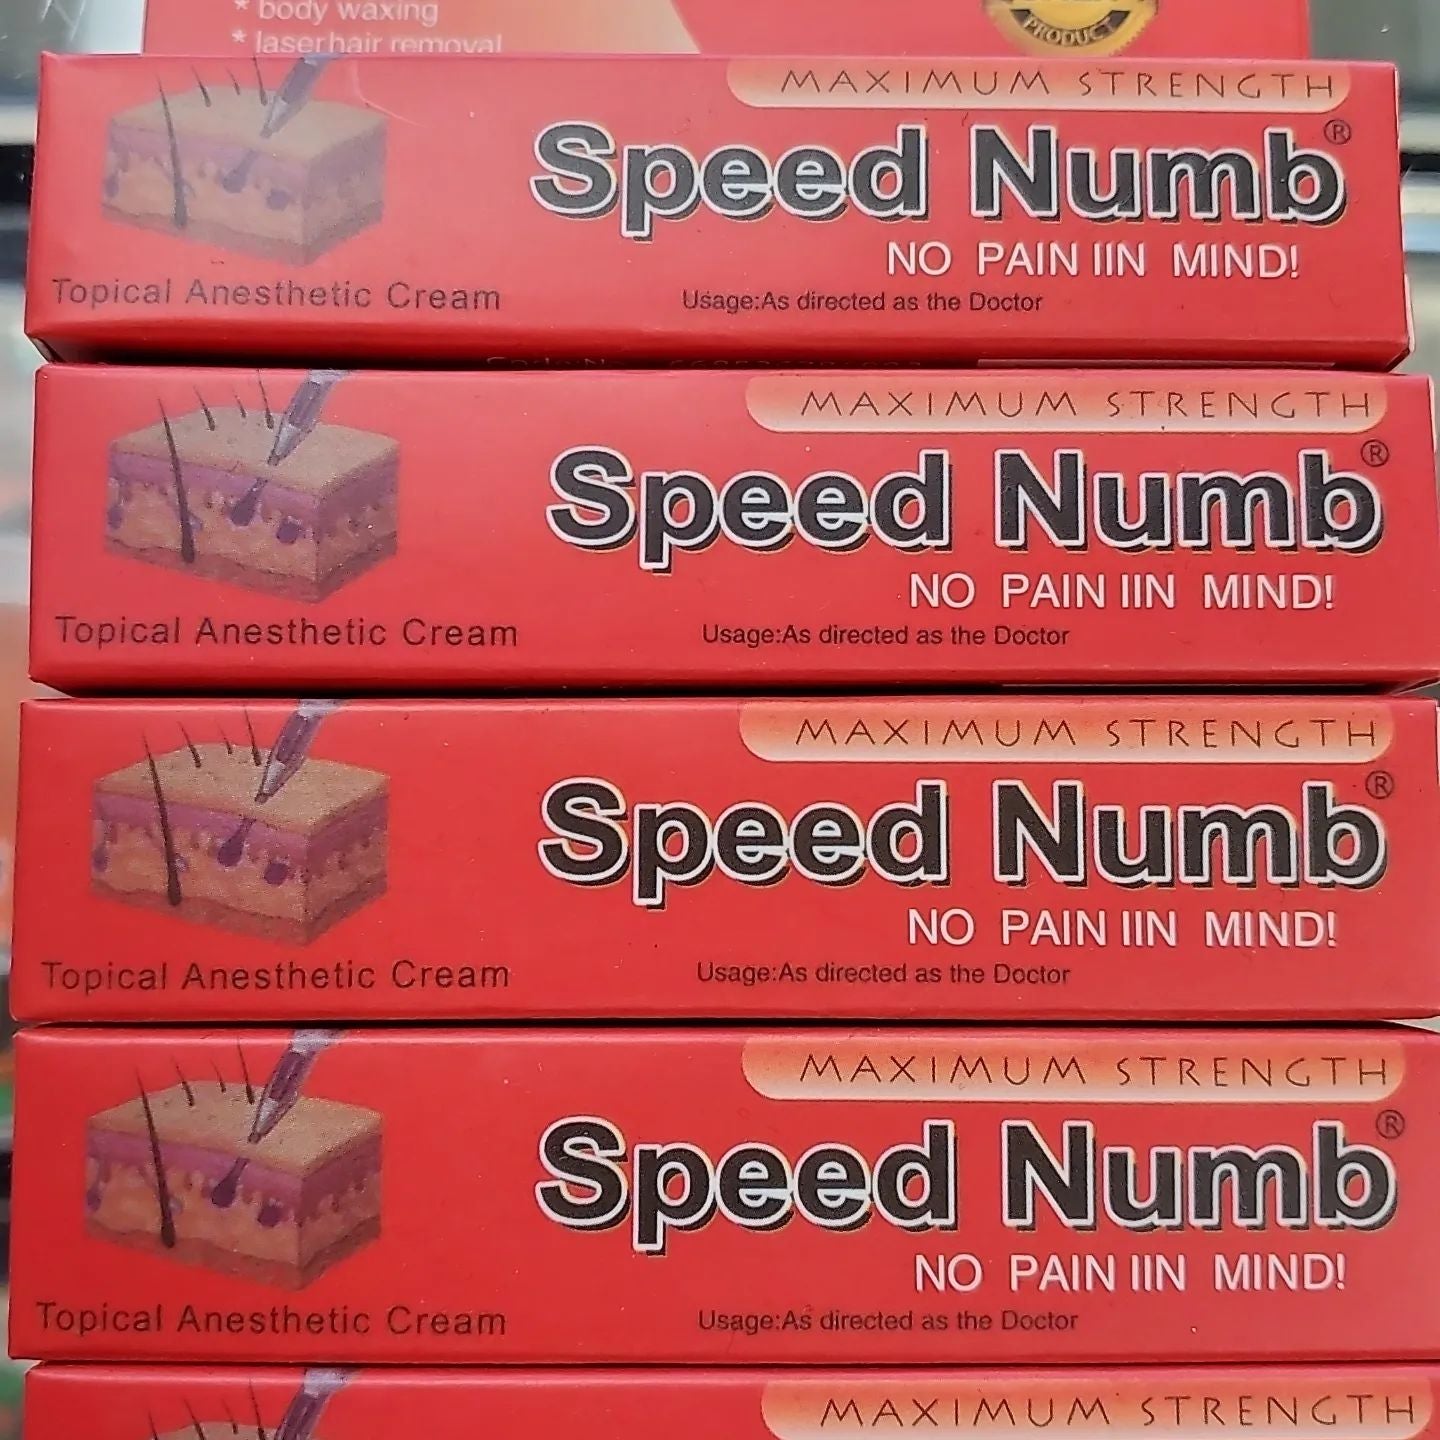 * body waxing
* laserhair removal
PRODUCT
MAXIMUM STRENGTH
Speed Numb®
NO PAIN IIN MIND!
Topical Anesthetic Cream
Usage:As directed as the Doctor
MAXIMUM STRENGTH
Speed Numb®
NO PAIN IIN MIND!
Topical Anesthetic Cream
Usage:As directed as the Doctor
MAXIMUM STRENGTH
Speed Numb®
NO PAIN IIN MIND!
Topical Anesthetic Cream
Usage:As directed as the Doctor
MAXIMUM STRENGTH
Speed Numb®
NO PAIN IIN MIND!
Topical Anesthetic Cream
Usage:As directed as the Doctor
MAXIMUM STRENGTH